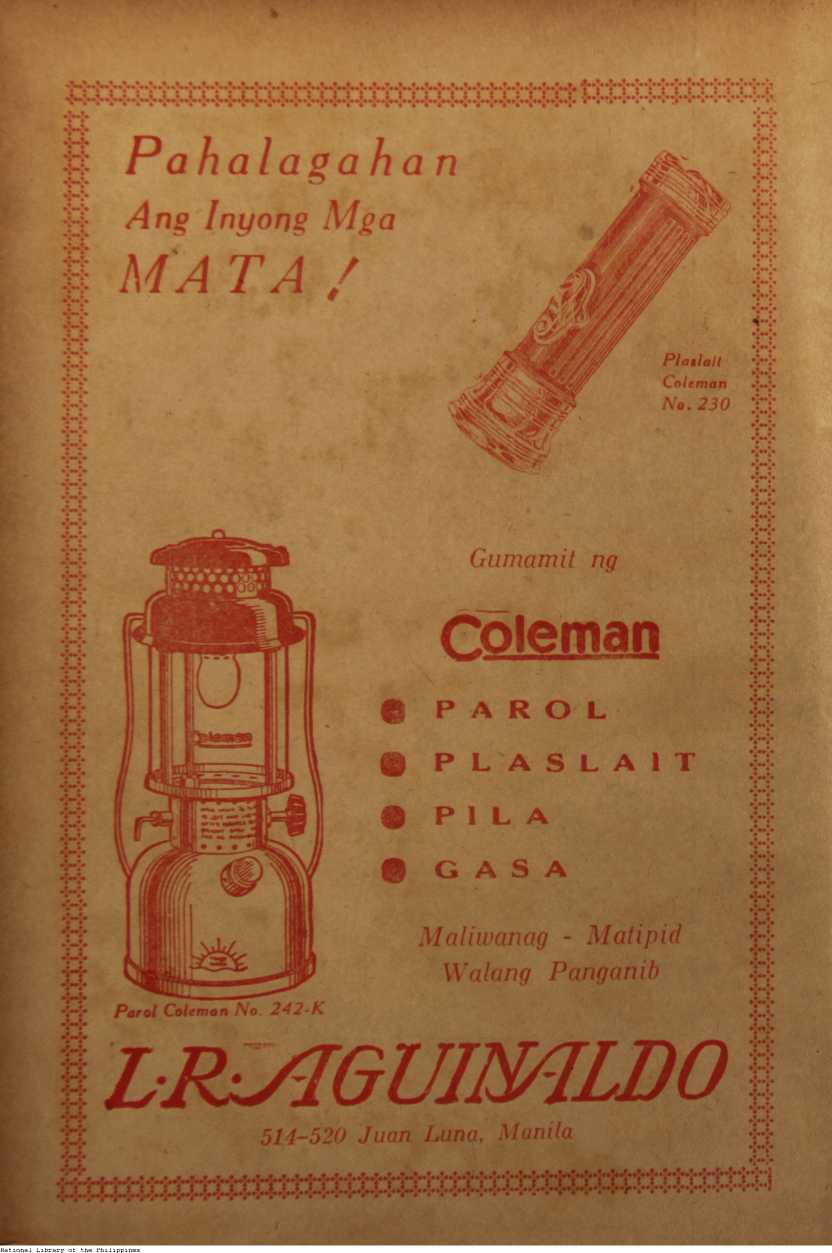 Pahalagahan
Ang Inyong Mga
MATA!
Plaslait
Coleman
No. 230
Gumamit ng
Coleman
PAROL
PLASLAIT
PILA
GASA
Coleman
Maliwanag - Matipid
Walang Panganib
Parol Coleman No. 242-K
L. R. AGUINALDO
514-520 Juan Luna, Manila
National Library of the Philippines